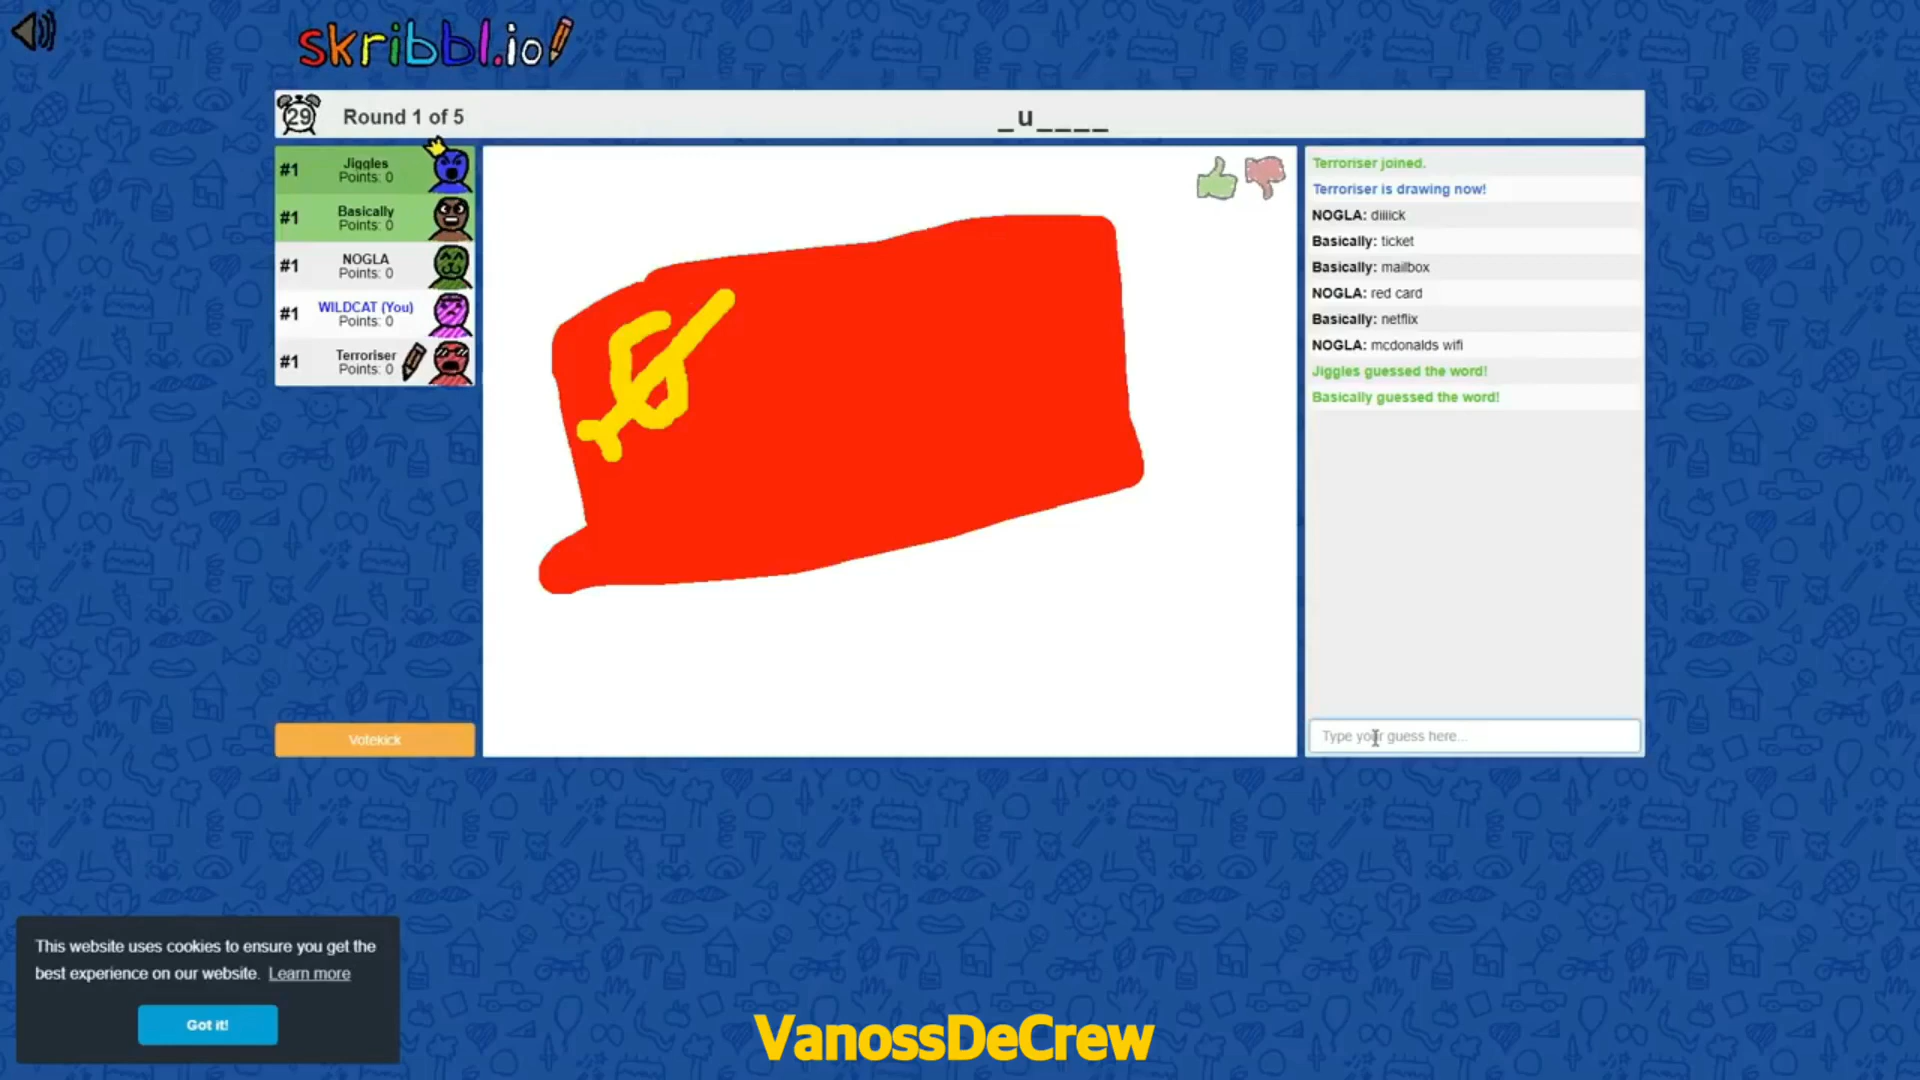 skribbl.io
29
Round 1 of 5
_u____
#1
Jiggles
Points: 0
#1
Basically
Points: 0
#1
NOGLA
Points: 0
#1
WILDCAT (You)
Points: 0
#1
Terroriser
Points: 0
Votekick
Terroriser joined.
Terroriser is drawing now!
NOGLA: diiiick
Basically: ticket
Basically: mailbox
NOGLA: red card
Basically: netflix
NOGLA: mcdonalds wifi
Jiggles guessed the word!
Basically guessed the word!
Type your guess here...
This website uses cookies to ensure you get the
best experience on our website. Learn more
Got it!
VanossDeCrew